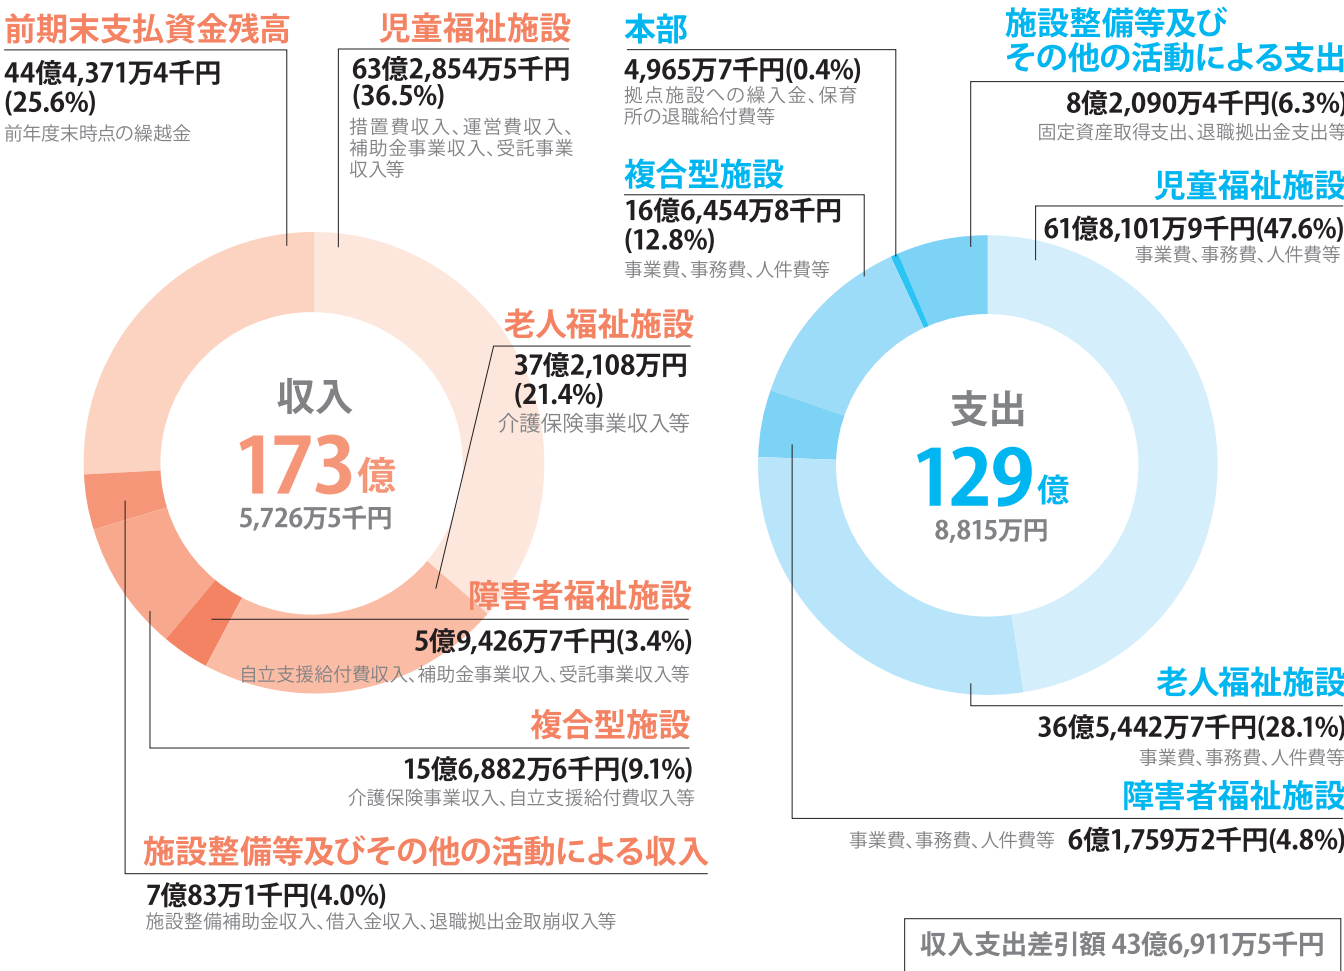 前期末支払資金残高
44億4,371万4千円
(25.6%)
前年度末時点の繰越金
児童福祉施設
63億2,854万5千円
(36.5%)
措置費収入、運営費収入、
補助金事業収入、受託事業
収入等
老人福祉施設
37億2,108万円
(21.4%)
介護保険事業収入等
収入
173億
5,726万5千円
障害者福祉施設
5億9,426万7千円(3.4%)
自立支援給付費収入、補助金事業収入、受託事業収入等
複合型施設
15億6,882万6千円(9.1%)
介護保険事業収入、自立支援給付費収入等
施設整備等及びその他の活動による収入
7億83万1千円(4.0%)
施設整備補助金収入、借入金収入、退職拠出金取崩収入等
本部
4,965万7千円(0.4%)
拠点施設への繰入金、保育
所の退職給付費等
複合型施設
16億6,454万8千円
(12.8%)
事業費、事務費、人件費等
施設整備等及び
その他の活動による支出
8億2,090万4千円(6.3%)
固定資産取得支出、退職拠出金支出等
児童福祉施設
61億8,101万9千円(47.6%)
事業費、事務費、人件費等
支出
129億
8,815万円
老人福祉施設
36億5,442万7千円(28.1%)
事業費、事務費、人件費等
障害者福祉施設
事業費、事務費、人件費等 6億1,759万2千円(4.8%)
収入支出差引額 43億6,911万5千円